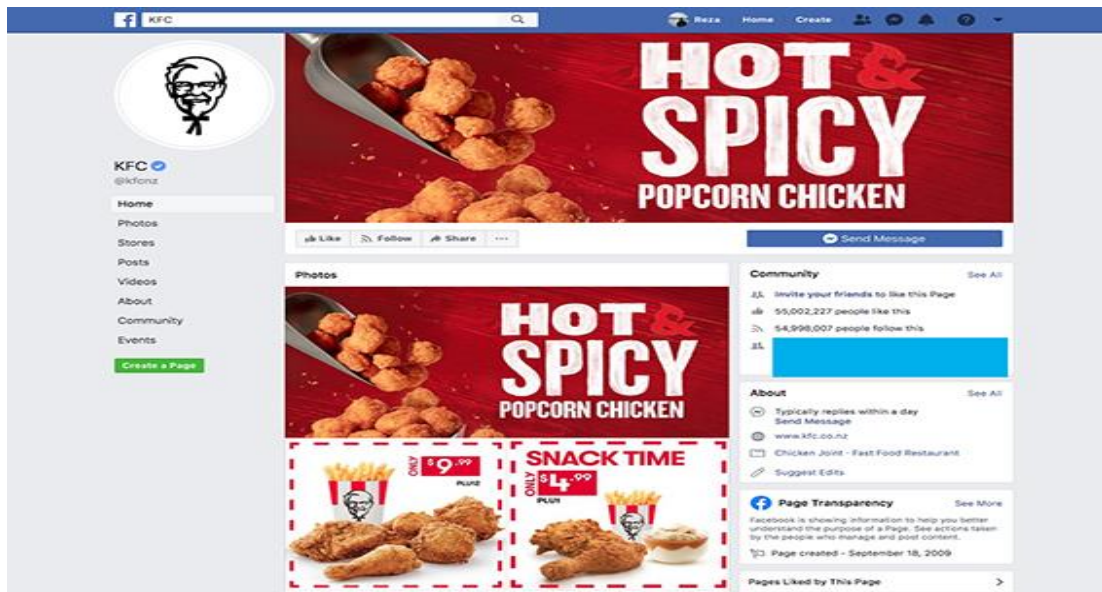 KFC
Reza Home Create
HOT &
SPICY
POPCORN CHICKEN
KFC
@kfcnz
Home
Photos
Stores
Posts
Videos
About
Community
Events
Create a Page
Like Follow Share ...
Send Message
Photos
HOT &
SPICY
POPCORN CHICKEN
ONLY $9.99
PLU12
SNACK TIME
ONLY $4.99
PLU1
Community See All
Invite your friends to like this Page
55,002,227 people like this
54,998,007 people follow this
About See All
Typically replies within a day
Send Message
www.kfc.co.nz
Chicken Joint · Fast Food Restaurant
Suggest Edits
Page Transparency See More
Facebook is showing information to help you better
understand the purpose of a Page. See actions taken
by the people who manage and post content.
Page created - September 18, 2009
Pages Liked by This Page